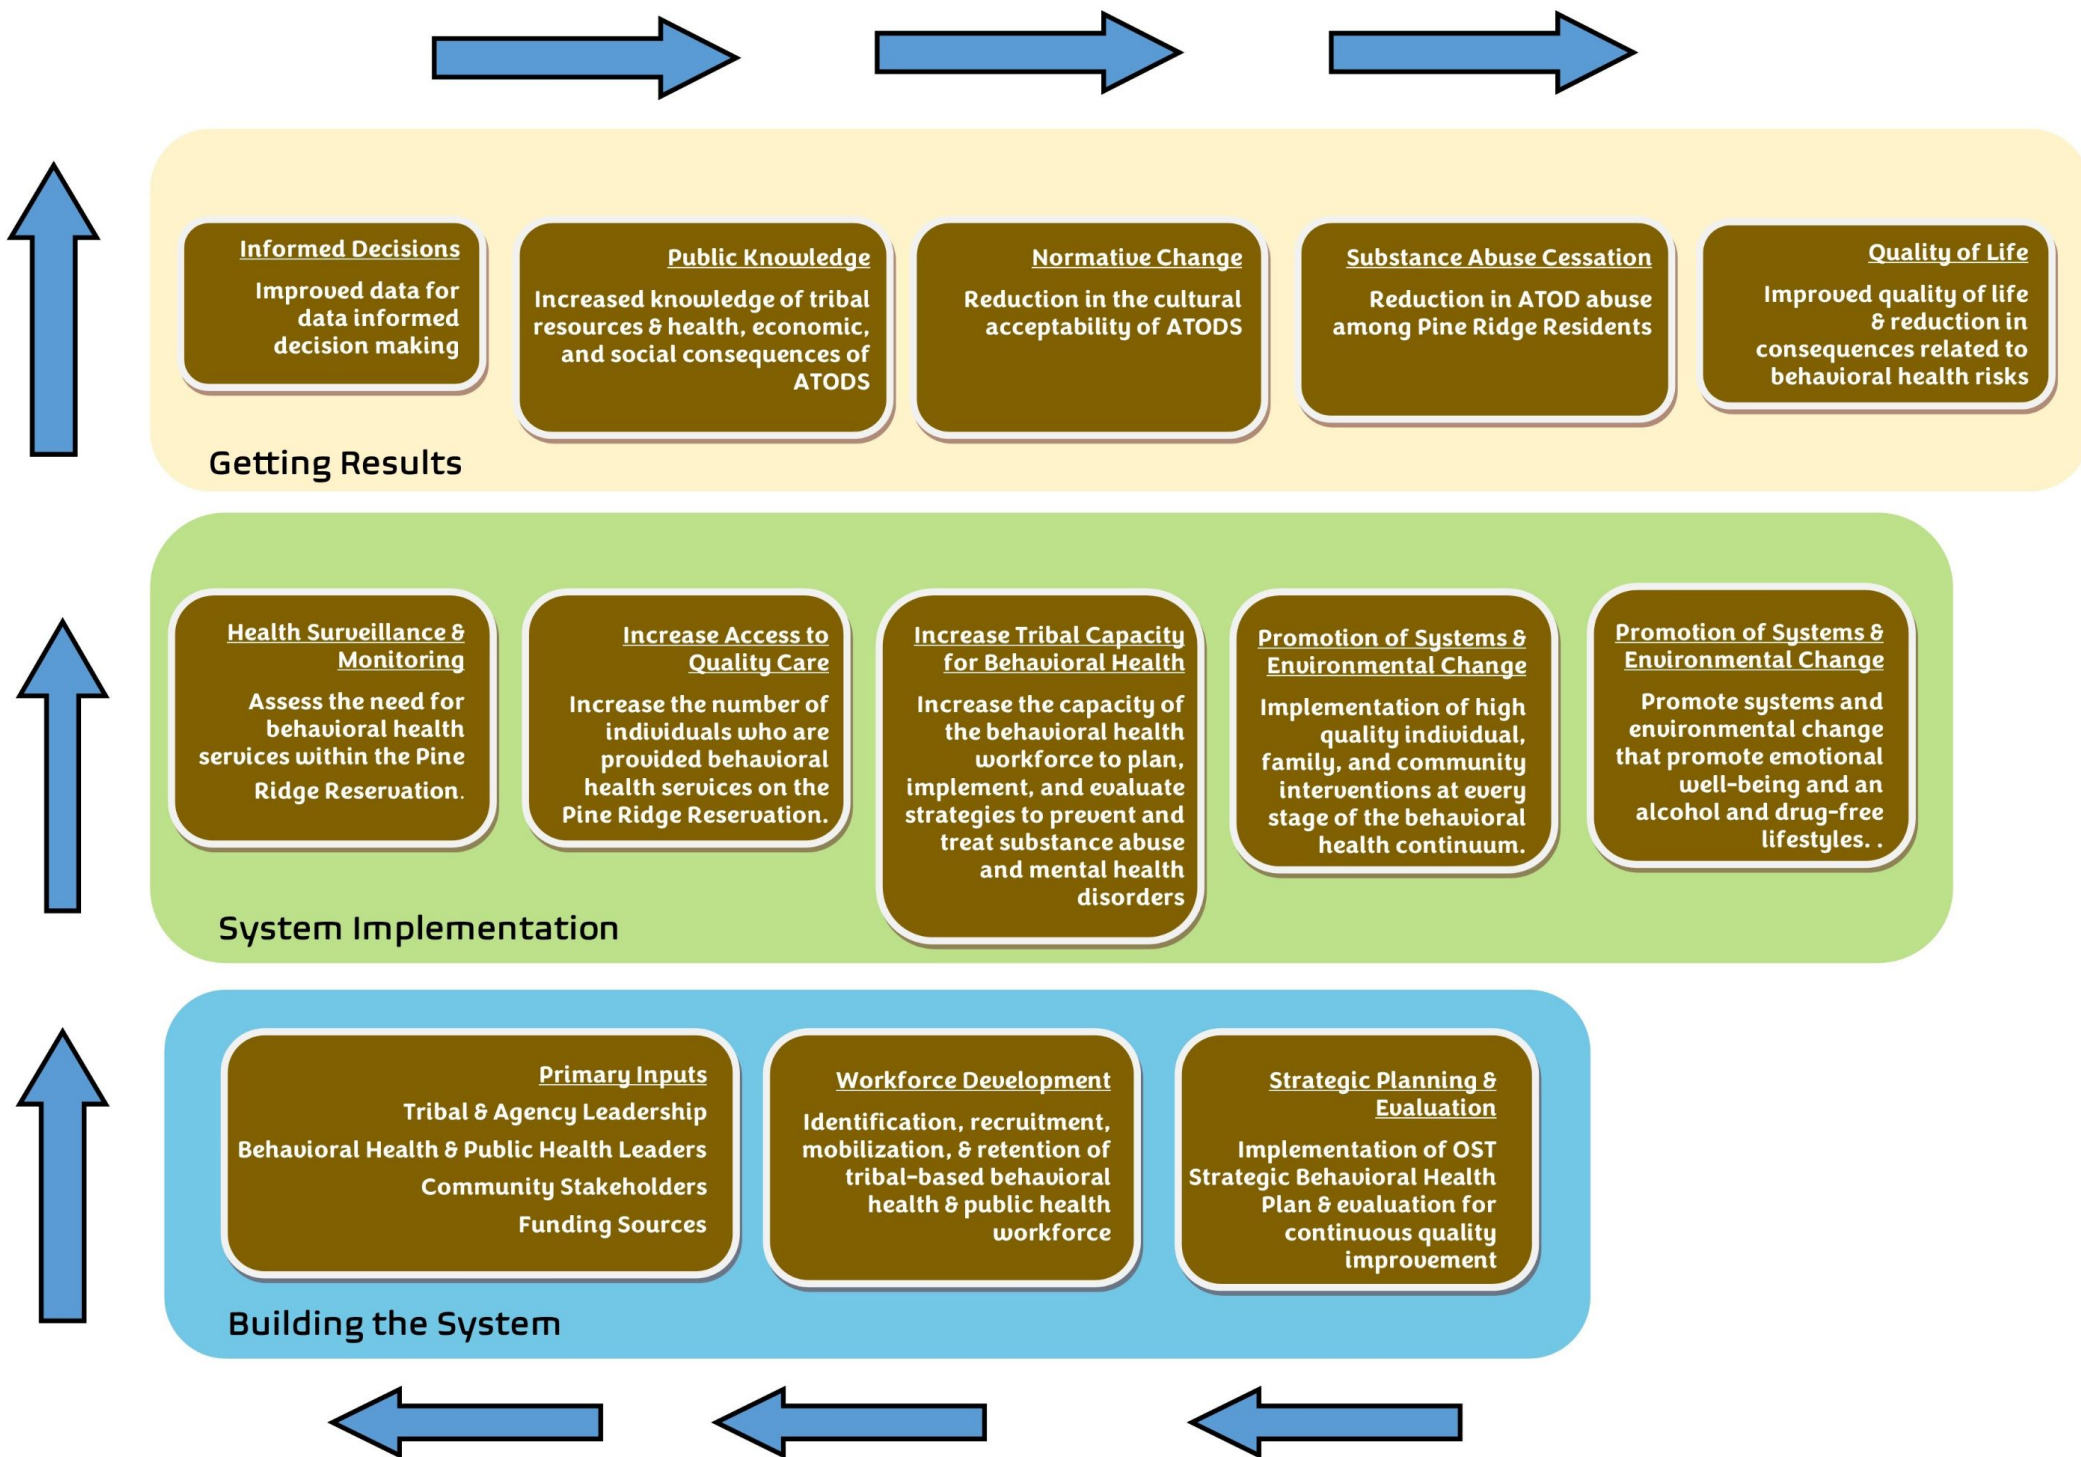 Informed Decisions
Improved data for
data informed
decision making
Public Knowledge
Increased knowledge of tribal
resources & health, economic,
and social consequences of
ATODS
Normative Change
Reduction in the cultural
acceptability of ATODS
Substance Abuse Cessation
Reduction in ATOD abuse
among Pine Ridge Residents
Quality of Life
Improved quality of life
& reduction in
consequences related to
behavioral health risks
Getting Results
Health Surveillance &
Monitoring
Assess the need for
behavioral health
services within the Pine
Ridge Reservation.
Increase Access to
Quality Care
Increase the number of
individuals who are
provided behavioral
health services on the
Pine Ridge Reservation.
Increase Tribal Capacity
for Behavioral Health
Increase the capacity of
the behavioral health
workforce to plan,
implement, and evaluate
strategies to prevent and
treat substance abuse
and mental health
disorders
Promotion of Systems &
Environmental Change
Implementation of high
quality individual,
family, and community
interventions at every
stage of the behavioral
health continuum.
Promotion of Systems &
Environmental Change
Promote systems and
environmental change
that promote emotional
well-being and an
alcohol and drug-free
lifestyles. .
System Implementation
Primary Inputs
Tribal & Agency Leadership
Behavioral Health & Public Health Leaders
Community Stakeholders
Funding Sources
Workforce Development
Identification, recruitment,
mobilization, & retention of
tribal-based behavioral
health & public health
workforce
Strategic Planning &
Evaluation
Implementation of OST
Strategic Behavioral Health
Plan & evaluation for
continuous quality
improvement
Building the System